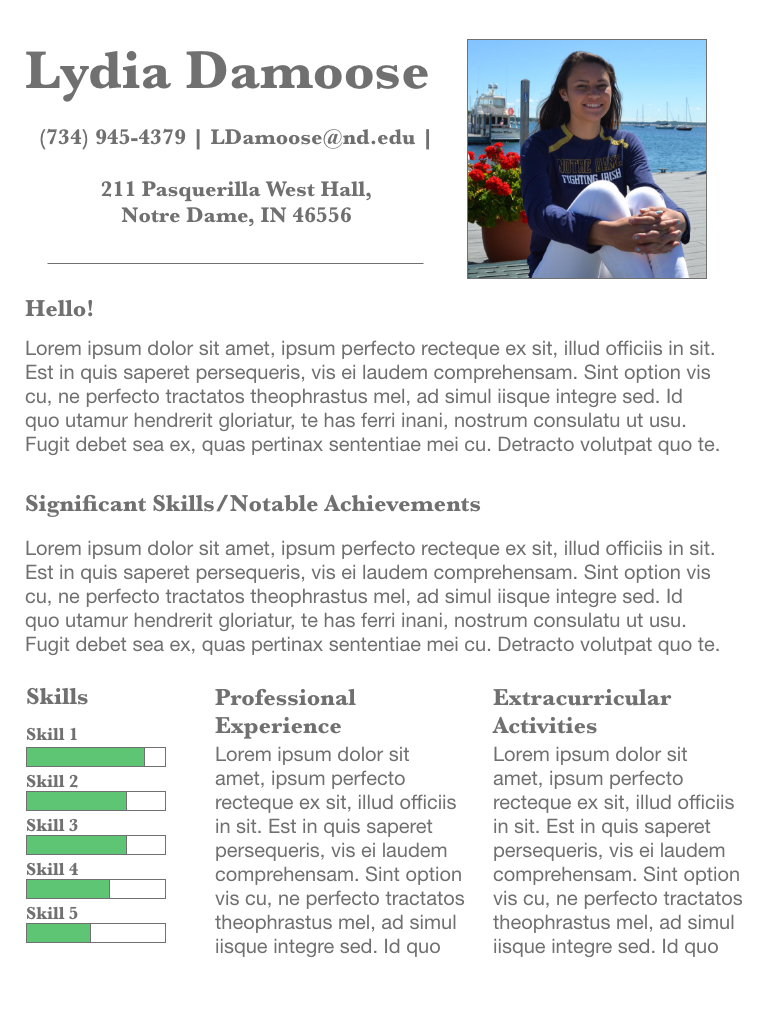 Lydia Damoose
(734) 945-4379 | LDamoose@nd.edu |
211 Pasquerilla West Hall,
Notre Dame, IN 46556
NOTRE DAME
FIGHTING IRISH
Hello!
Lorem ipsum dolor sit amet, ipsum perfecto recteque ex sit, illud officiis in sit.
Est in quis saperet persequeris, vis ei laudem comprehensam. Sint option vis
cu, ne perfecto tractatos theophrastus mel, ad simul iisque integre sed. Id
quo utamur hendrerit gloriatur, te has ferri inani, nostrum consulatu ut usu.
Fugit debet sea ex, quas pertinax sententiae mei cu. Detracto volutpat quo te.
Significant Skills/Notable Achievements
Lorem ipsum dolor sit amet, ipsum perfecto recteque ex sit, illud officiis in sit.
Est in quis saperet persequeris, vis ei laudem comprehensam. Sint option vis
cu, ne perfecto tractatos theophrastus mel, ad simul iisque integre sed. Id
quo utamur hendrerit gloriatur, te has ferri inani, nostrum consulatu ut usu.
Fugit debet sea ex, quas pertinax sententiae mei cu. Detracto volutpat quo te.
Skills
Skill 1
Skill 2
Skill 3
Skill 4
Skill 5
Professional
Experience
Lorem ipsum dolor sit
amet, ipsum perfecto
recteque ex sit, illud officiis
in sit. Est in quis saperet
persequeris, vis ei laudem
comprehensam. Sint option
vis cu, ne perfecto tractatos
theophrastus mel, ad simul
iisque integre sed. Id quo
Extracurricular
Activities
Lorem ipsum dolor sit
amet, ipsum perfecto
recteque ex sit, illud officiis
in sit. Est in quis saperet
persequeris, vis ei laudem
comprehensam. Sint option
vis cu, ne perfecto tractatos
theophrastus mel, ad simul
iisque integre sed. Id quo